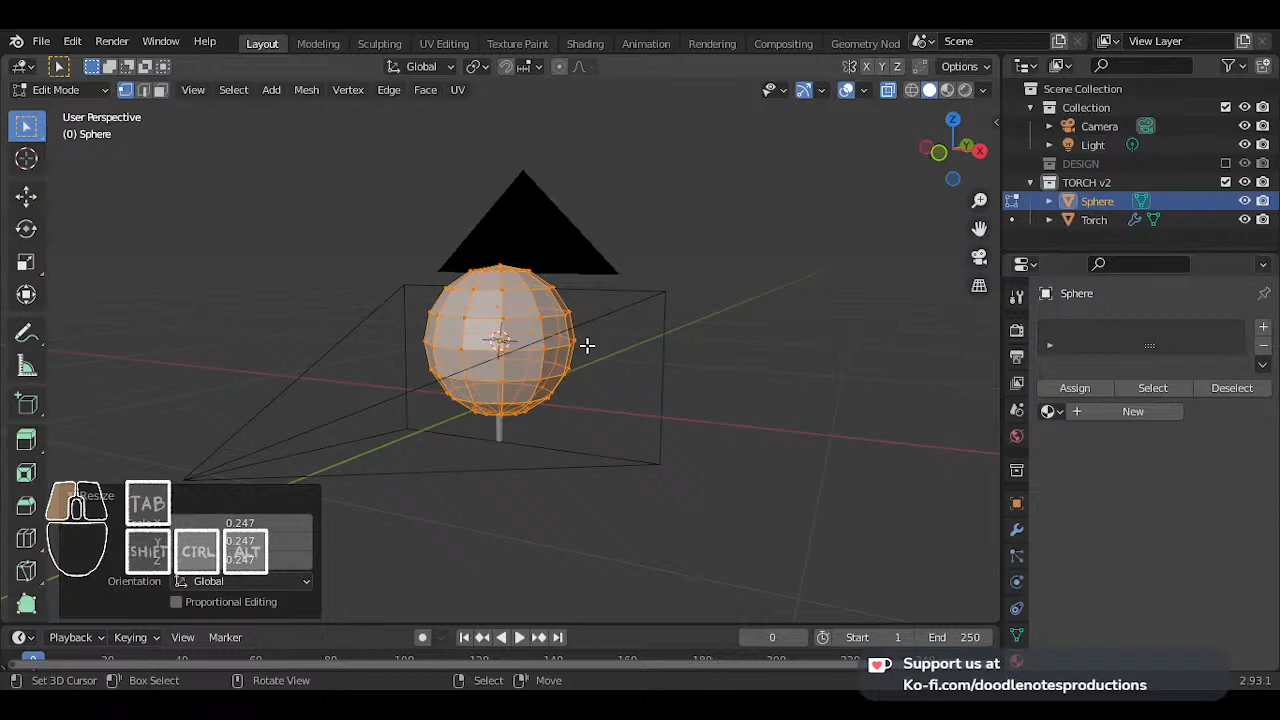 File Edit Render Window Help Layout Modeling Sculpting UV Editing Texture Paint Shading Animation Rendering Compositing Geometry Nod Scene View Layer
Global X Y Z Options
Edit Mode View Select Add Mesh Vertex Edge Face UV
Scene Collection
Collection
Camera
Light
DESIGN
TORCH v2
Sphere
Torch
User Perspective
(0) Sphere
Z
Y
X
Sphere
Assign Select Deselect
New
Resize
TAB
0.247
Y 0.247
SHIFT CTRL ALT
Z 0.247
Orientation Global
Proportional Editing
Playback Keying View Marker 0 Start 1 End 250
0
Set 3D Cursor Box Select Rotate View Select Move 2.93.1
Support us at
Ko-fi.com/doodlenotesproductions